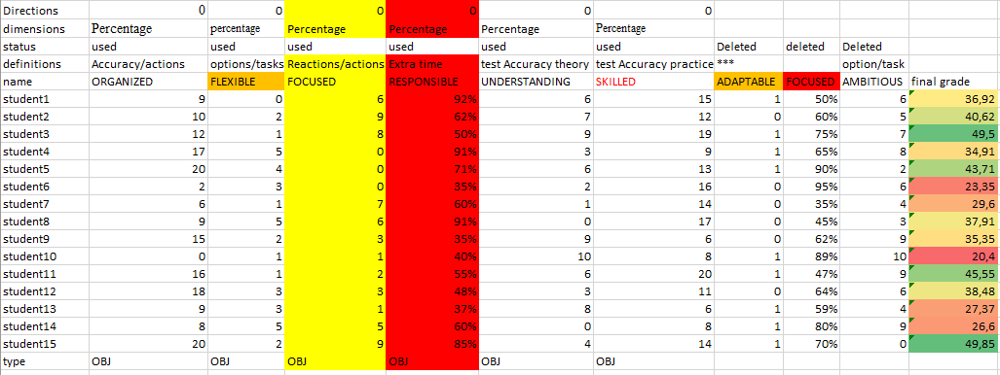 Directions 0 0 0 0 0 0
dimensions Percentage percentage Percentage Percentage Percentage Percentage
status used used used used used used Deleted deleted Deleted
definitions Accuracy/actions options/tasks Reactions/actions Extra time test Accuracy theory test Accuracy practice *** option/task
name ORGANIZED FLEXIBLE FOCUSED RESPONSIBLE UNDERSTANDING SKILLED ADAPTABLE FOCUSED AMBITIOUS final grade
student1 9 0 6 92% 6 15 1 50% 6 36,92
student2 10 2 9 62% 7 12 0 60% 5 40,62
student3 12 1 8 50% 9 19 1 75% 7 49,5
student4 17 5 0 91% 3 9 1 65% 8 34,91
student5 20 4 0 71% 6 13 1 90% 2 43,71
student6 2 3 0 35% 2 16 0 95% 6 23,35
student7 6 1 7 60% 1 14 0 35% 4 29,6
student8 9 5 6 91% 0 17 0 45% 3 37,91
student9 15 2 3 35% 9 6 0 62% 9 35,35
student10 0 1 1 40% 10 8 1 89% 10 20,4
student11 16 1 2 55% 6 20 1 47% 9 45,55
student12 18 3 3 48% 3 11 0 64% 6 38,48
student13 9 3 1 37% 8 6 1 59% 4 27,37
student14 8 5 5 60% 0 8 1 80% 9 26,6
student15 20 2 9 85% 4 14 1 70% 0 49,85
type OBJ OBJ OBJ OBJ OBJ OBJ